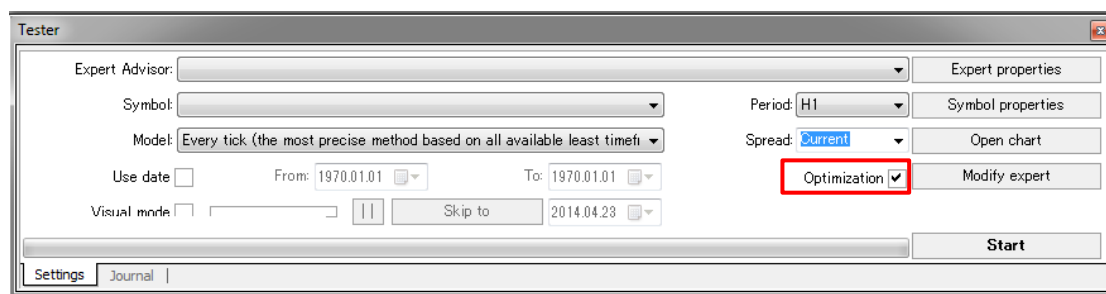 Tester
Expert Advisor: Expert properties
Symbol: Period: H1 Symbol properties
Model: Every tick (the most precise method based on all available least timefi Spread: Current Open chart
Use date From: 1970.01.01 To: 1970.01.01 Optimization Modify expert
Visual mode Skip to 2014.04.23
Start
Settings Journal